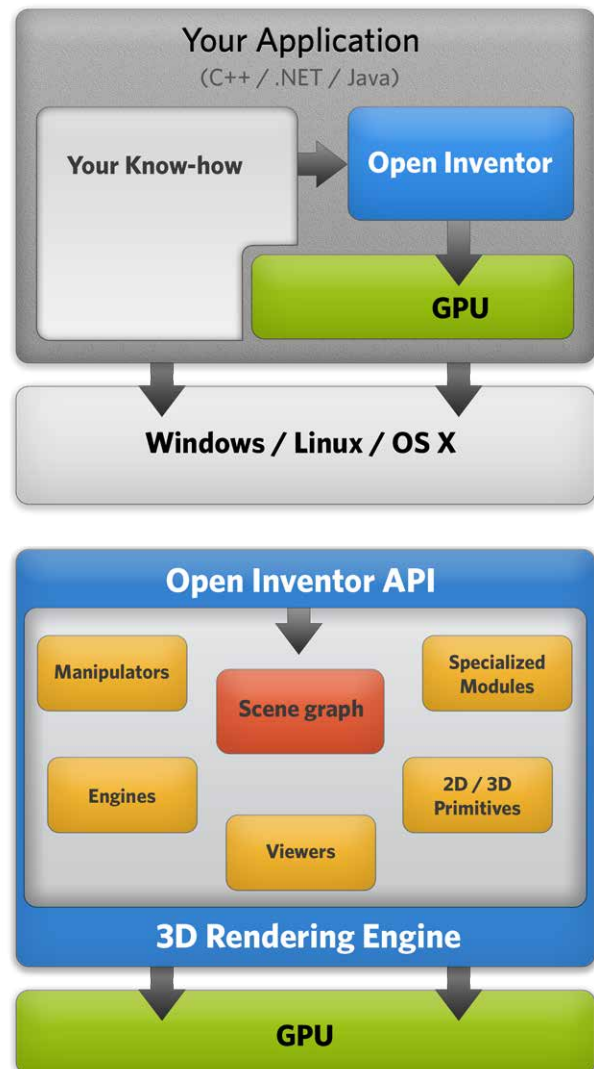 Your Application
(C++ / .NET / Java)
Your Know-how
Open Inventor
GPU
Windows / Linux / OS X
Open Inventor API
Manipulators
Specialized
Modules
Scene graph
Engines
2D / 3D
Primitives
Viewers
3D Rendering Engine
GPU